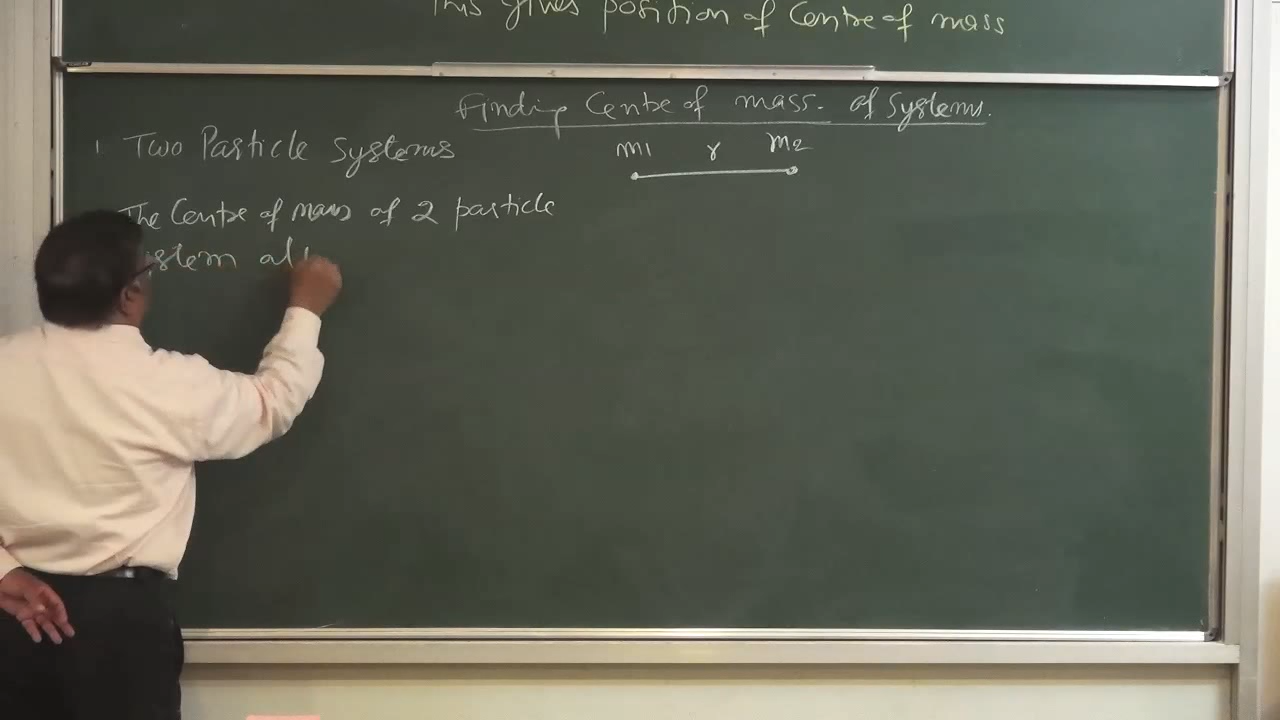 This gives position of Centre of mass
Finding Centre of mass. of Systems.
1 Two Particle Systems
m1 r m2
The Centre of mass of 2 particle
ystem al